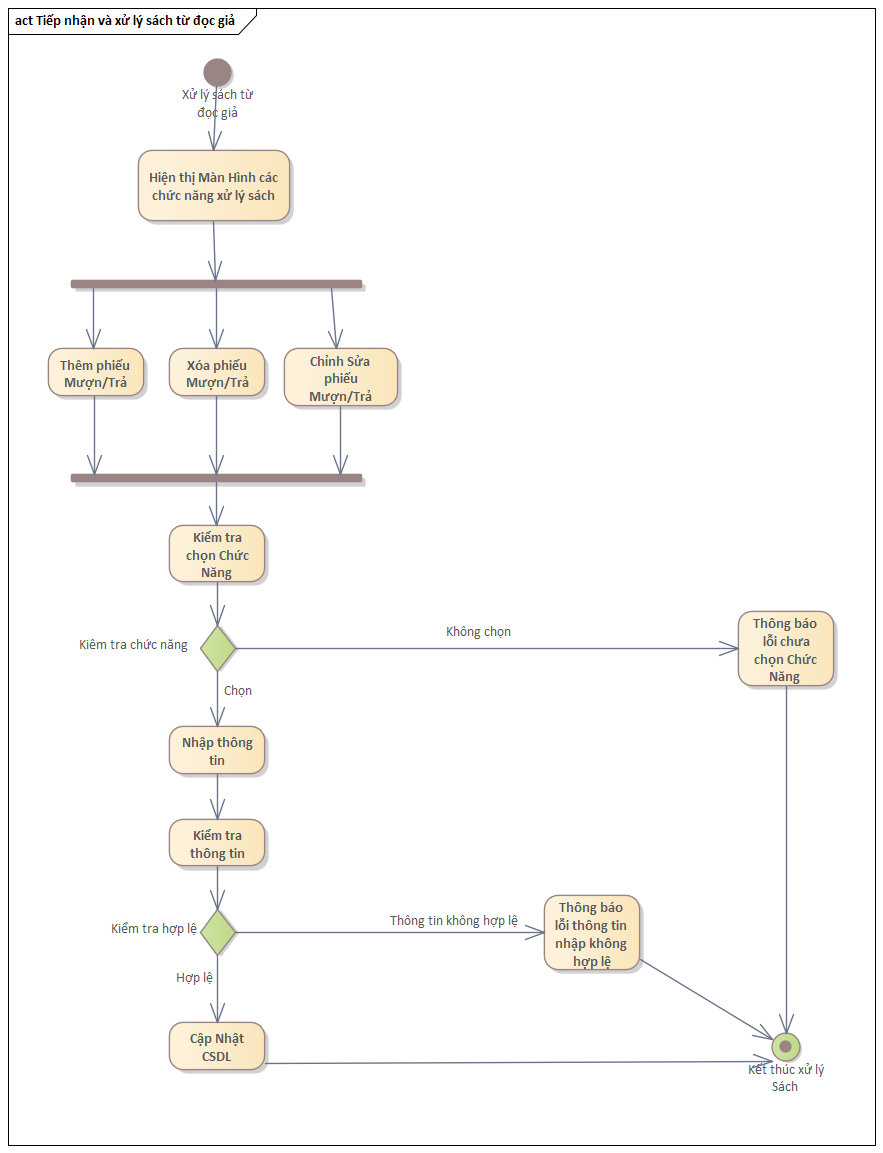 act Tiếp nhận và xử lý sách từ đọc giả
Xử lý sách từ
đọc giả
Hiện thị Màn Hình các
chức năng xử lý sách
Thêm phiếu
Mượn/Trả
Xóa phiếu
Mượn/Trả
Chỉnh Sửa
phiếu
Mượn/Trả
Kiểm tra
chọn Chức
Năng
Kiêm tra chức năng
Không chọn
Thông báo
lỗi chưa
chọn Chức
Năng
Chọn
Nhập thông
tin
Kiểm tra
thông tin
Kiểm tra hợp lệ
Thông tin không hợp lệ
Thông báo
lỗi thông tin
nhập không
hợp lệ
Hợp lệ
Cập Nhật
CSDL
Kết thúc xử lý
Sách